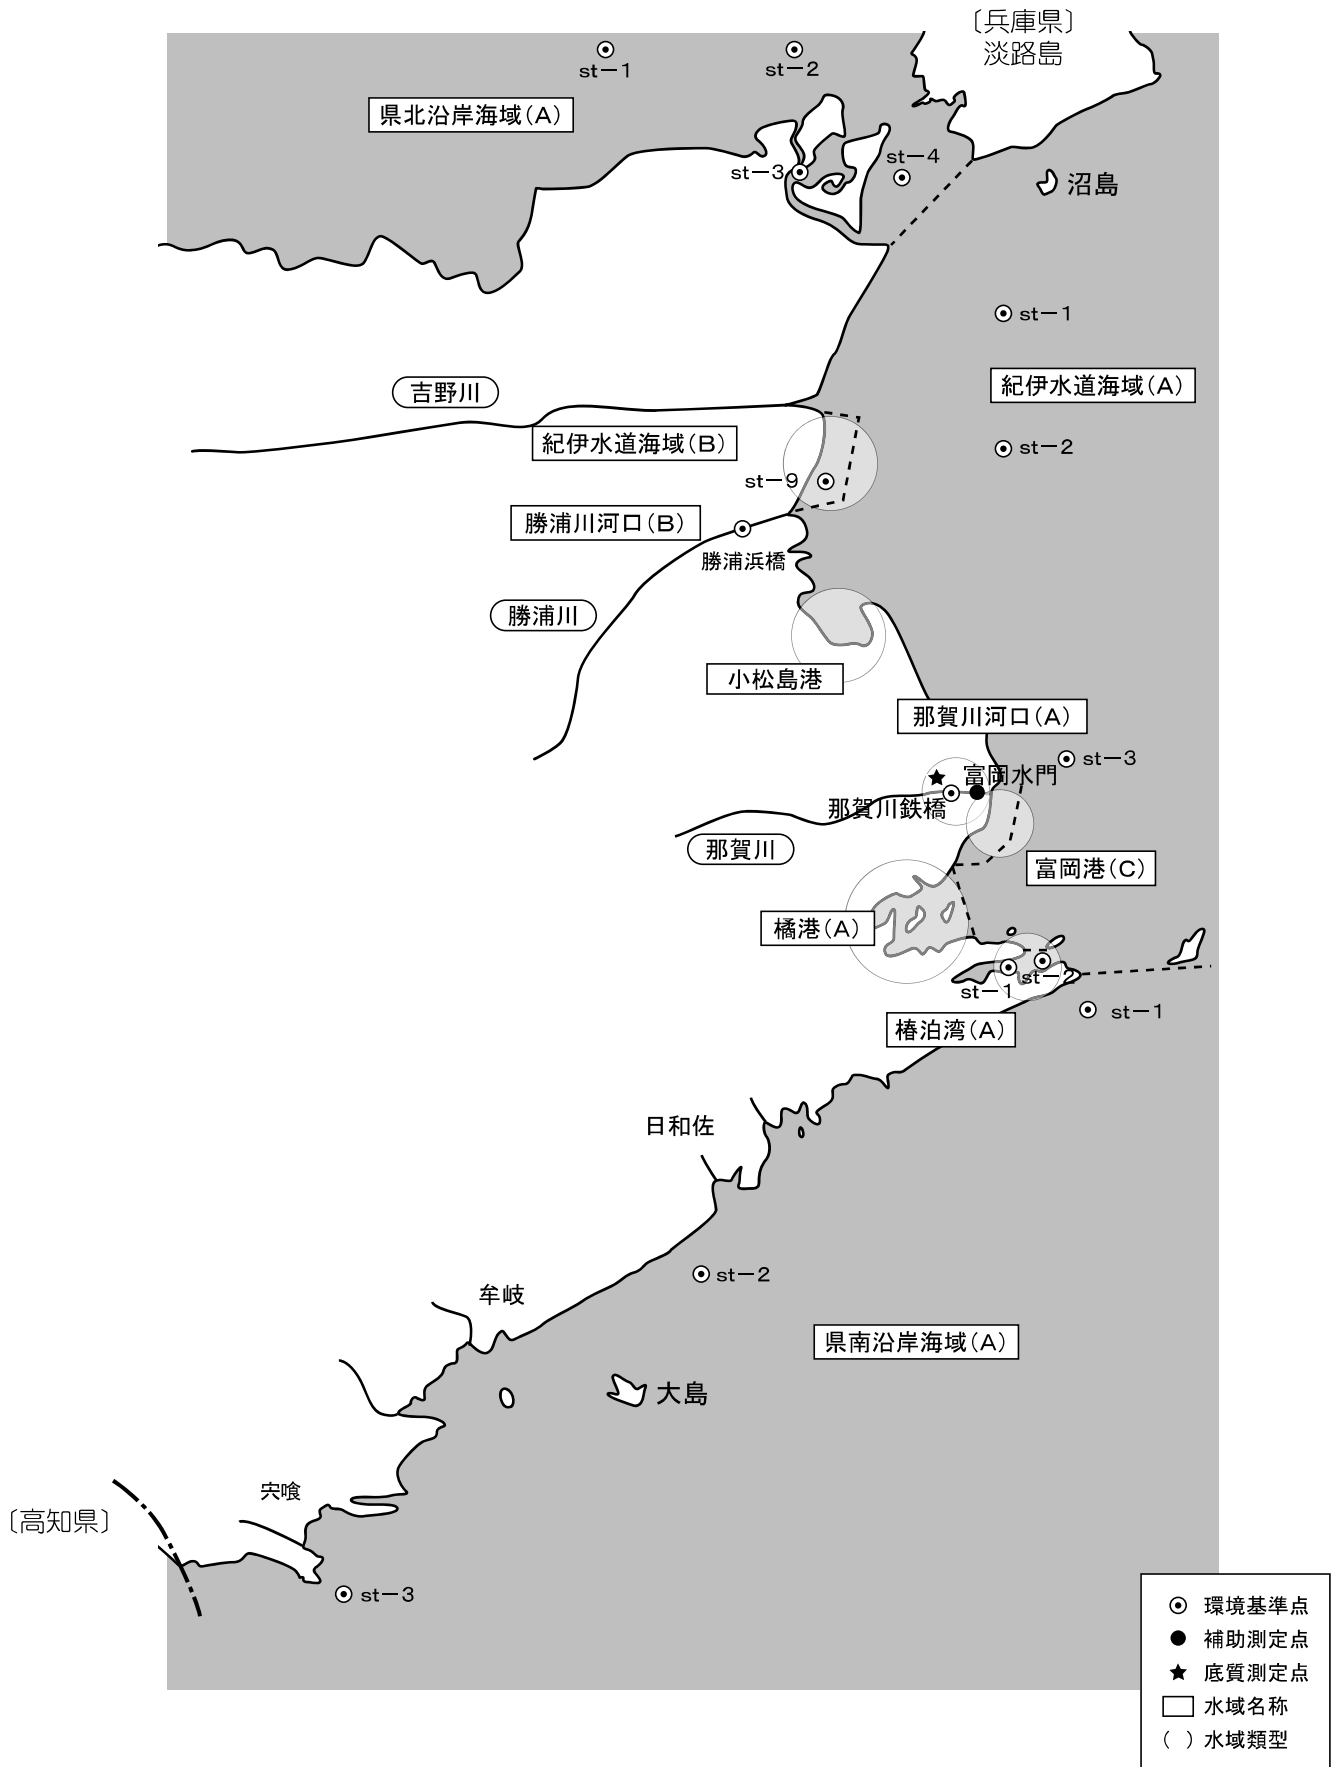 〔兵庫県〕
淡路島
st－1
st－2
県北沿岸海域(A)
st－3
st－4
沼島
st－1
吉野川
紀伊水道海域(A)
紀伊水道海域(B)
st－2
st－9
勝浦川河口(B)
勝浦浜橋
勝浦川
小松島港
那賀川河口(A)
st－3
富岡水門
那賀川鉄橋
那賀川
富岡港(C)
橘港(A)
st－2
st－1
st－1
椿泊湾(A)
日和佐
st－2
牟岐
県南沿岸海域(A)
大島
宍喰
〔高知県〕
st－3
環境基準点
補助測定点
底質測定点
水域名称
( ) 水域類型